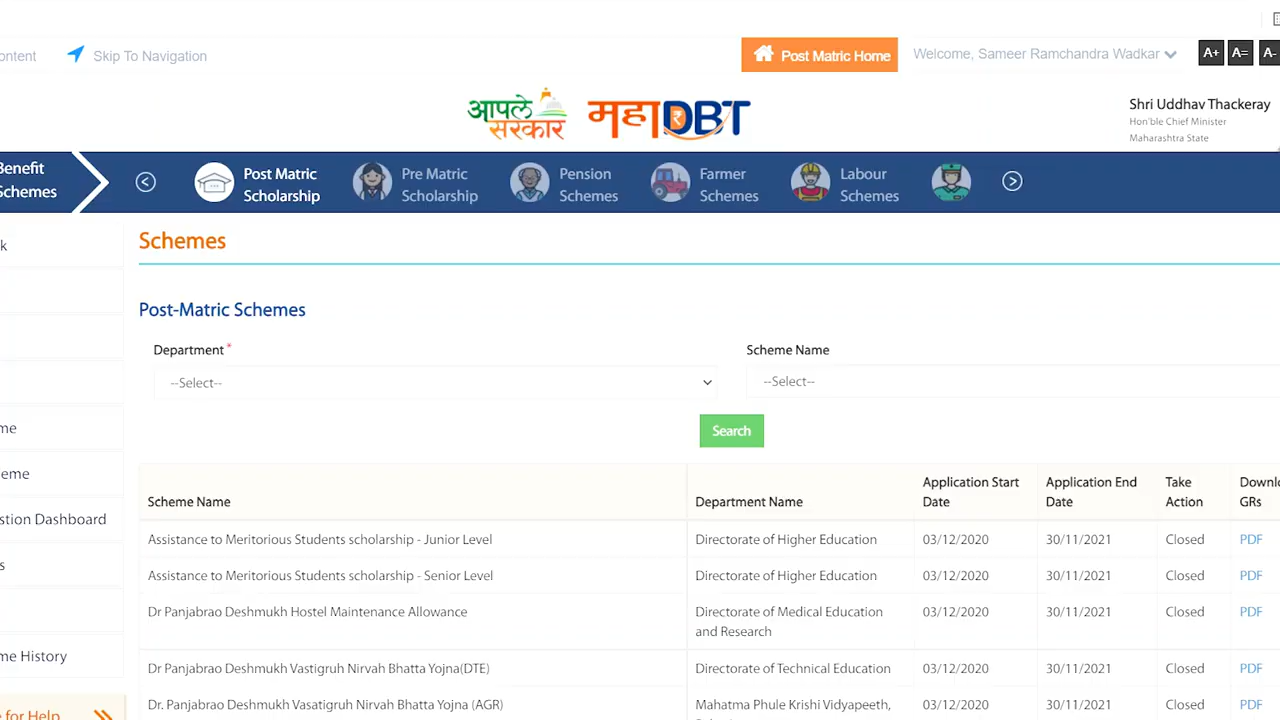 ontent
Skip To Navigation
Post Matric Home
Welcome, Sameer Ramchandra Wadkar
A+
A=
A-
आपले सरकार
महाDBT
Shri Uddhav Thackeray
Hon'ble Chief Minister
Maharashtra State
Benefit
Schemes
Post Matric
Scholarship
Pre Matric
Scholarship
Pension
Schemes
Farmer
Schemes
Labour
Schemes
k
me
eme
stion Dashboard
s
me History
e for Help
Schemes
Post-Matric Schemes
Department *
Scheme Name
--Select--
--Select--
Search
Scheme Name Department Name Application Start Date Application End Date Take Action Downlo GRs
Assistance to Meritorious Students scholarship - Junior Level Directorate of Higher Education 03/12/2020 30/11/2021 Closed PDF
Assistance to Meritorious Students scholarship - Senior Level Directorate of Higher Education 03/12/2020 30/11/2021 Closed PDF
Dr Panjabrao Deshmukh Hostel Maintenance Allowance Directorate of Medical Education and Research 03/12/2020 30/11/2021 Closed PDF
Dr Panjabrao Deshmukh Vastigruh Nirvah Bhatta Yojna(DTE) Directorate of Technical Education 03/12/2020 30/11/2021 Closed PDF
Dr. Panjabrao Deshmukh Vasatigruh Nirvah Bhatta Yojna (AGR) Mahatma Phule Krishi Vidyapeeth, 03/12/2020 30/11/2021 Closed PDF